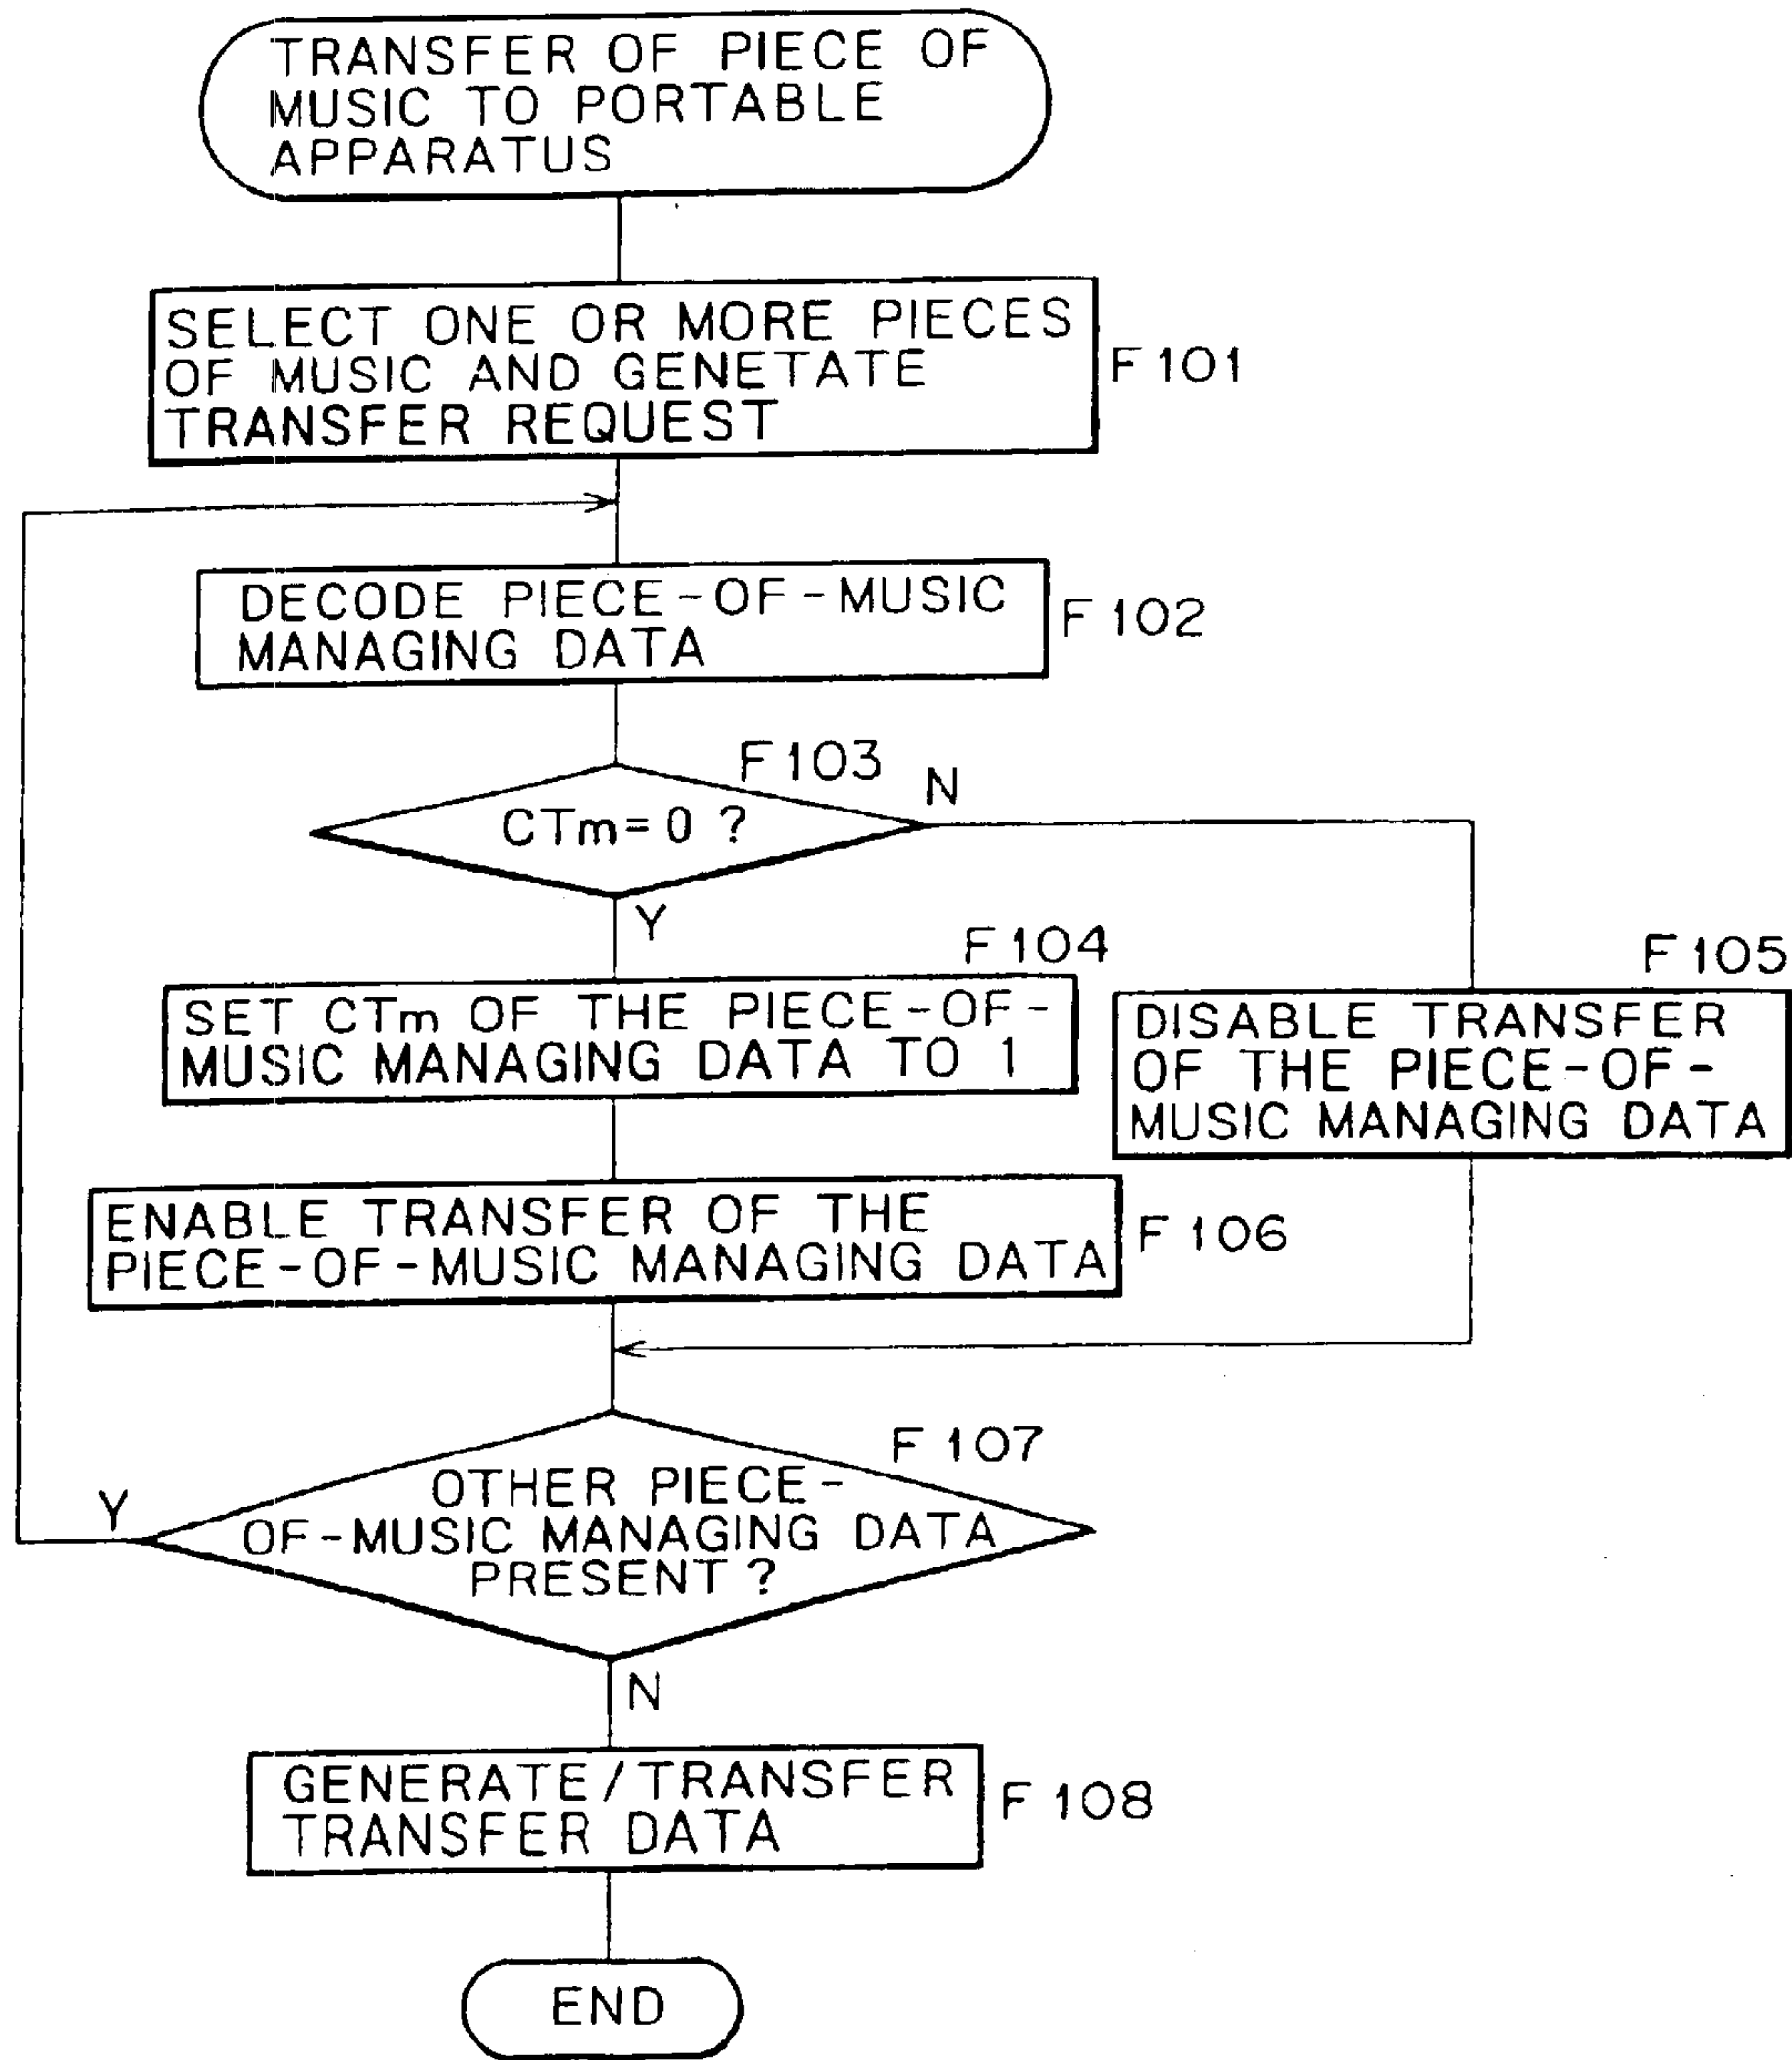 TRANSFER OF PIECE OF
MUSIC TO PORTABLE
APPARATUS
SELECT ONE OR MORE PIECES
OF MUSIC AND GENETATE
TRANSFER REQUEST
F101
DECODE PIECE-OF-MUSIC
MANAGING DATA
F102
F103
N
CTm=0 ?
Y
F104
SET CTm OF THE PIECE-OF-
MUSIC MANAGING DATA TO 1
F105
DISABLE TRANSFER
OF THE PIECE-OF-
MUSIC MANAGING DATA
ENABLE TRANSFER OF THE
PIECE-OF-MUSIC MANAGING DATA
F106
F107
Y
OTHER PIECE-
OF-MUSIC MANAGING DATA
PRESENT ?
N
GENERATE/TRANSFER
TRANSFER DATA
F108
END